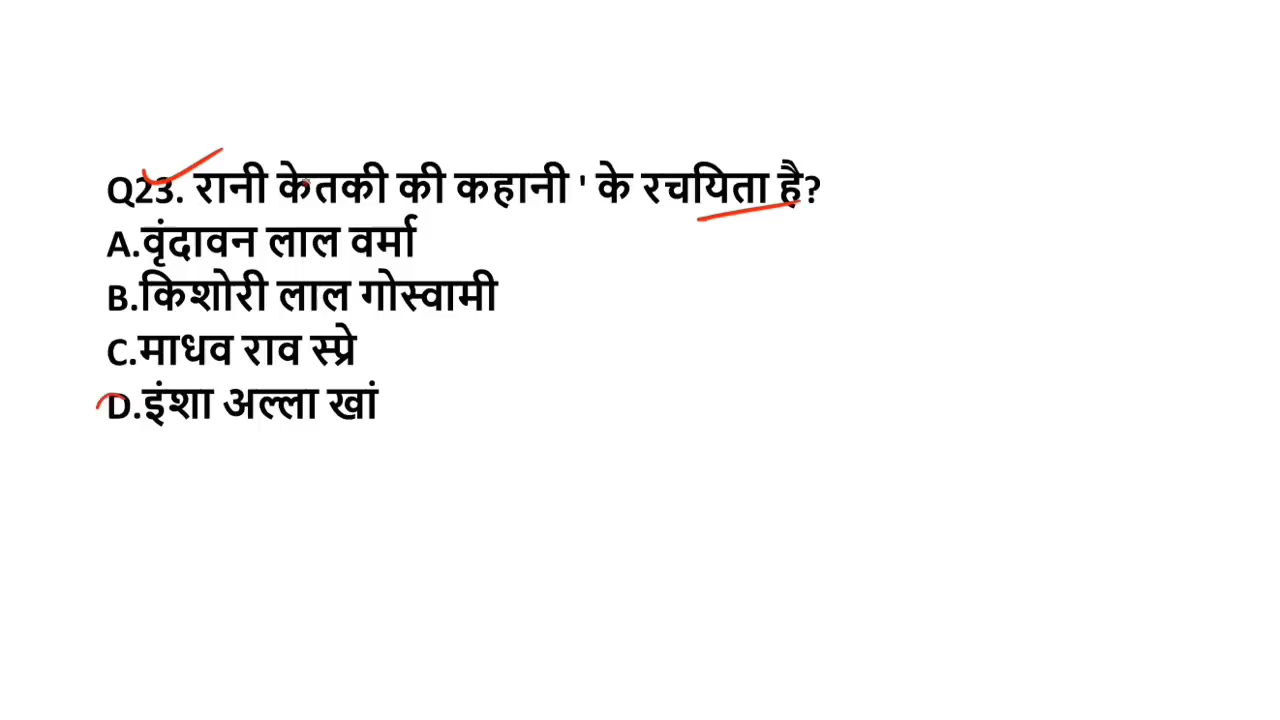 Q23. रानी केतकी की कहानी ' के रचयिता है?
A.वृंदावन लाल वर्मा
B.किशोरी लाल गोस्वामी
C.माधव राव स्प्रे
D.इंशा अल्ला खां